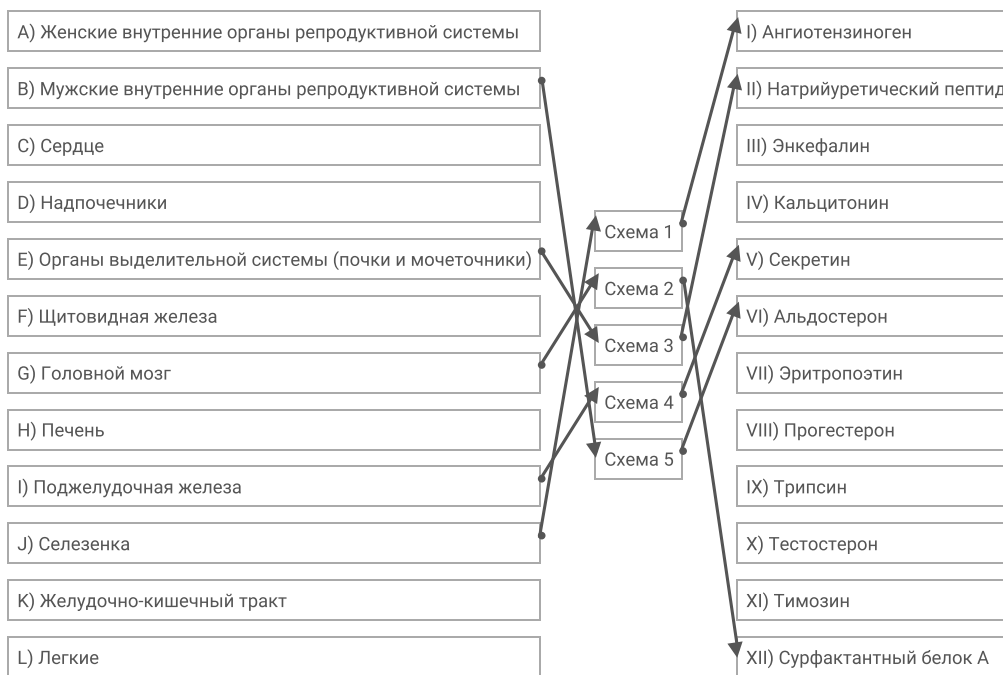 A) Женские внутренние органы репродуктивной системы
B) Мужские внутренние органы репродуктивной системы
C) Сердце
D) Надпочечники
E) Органы выделительной системы (почки и мочеточники)
F) Щитовидная железа
G) Головной мозг
H) Печень
I) Поджелудочная железа
J) Селезенка
K) Желудочно-кишечный тракт
L) Легкие
Схема 1
Схема 2
Схема 3
Схема 4
Схема 5
I) Ангиотензиноген
II) Натрийуретический пептид
III) Энкефалин
IV) Кальцитонин
V) Секретин
VI) Альдостерон
VII) Эритропоэтин
VIII) Прогестерон
IX) Трипсин
X) Тестостерон
XI) Тимозин
XII) Сурфактантный белок А